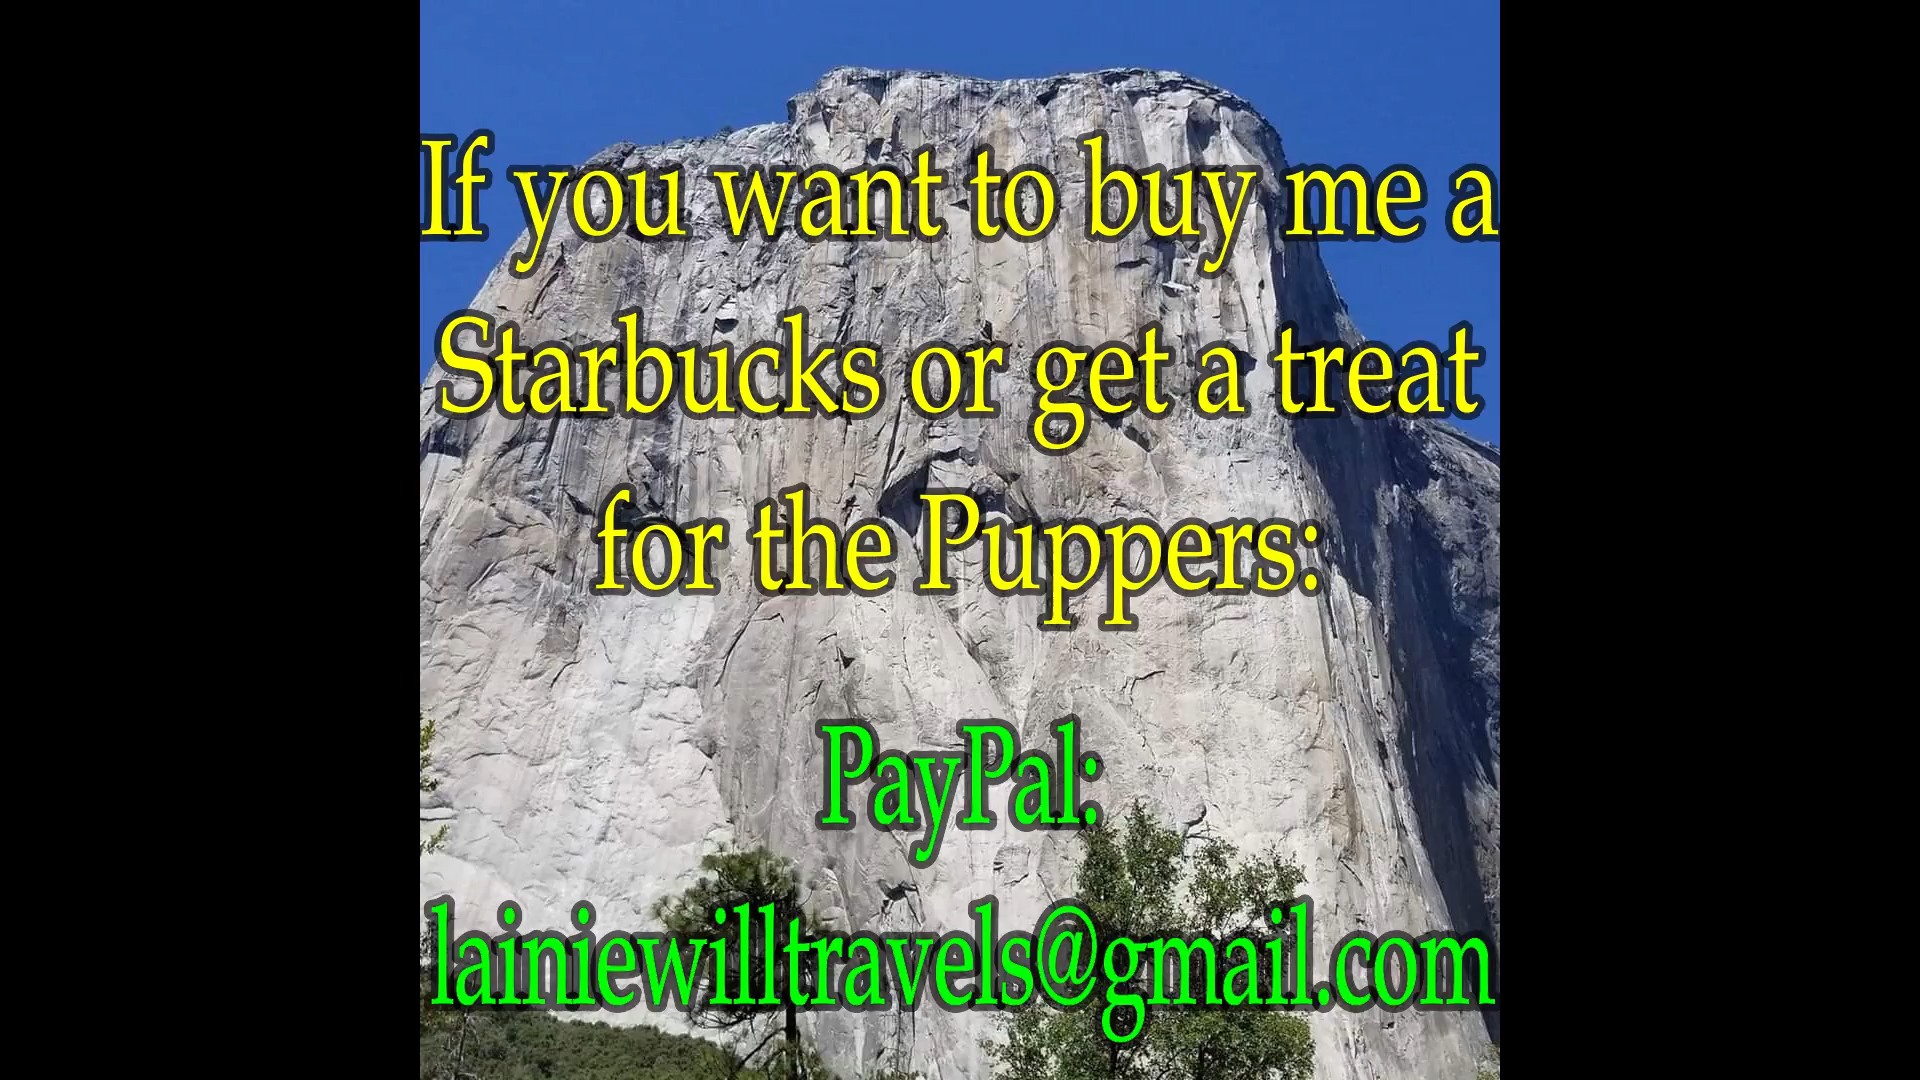 If you want to buy me a
Starbucks or get a treat
for the Puppers:
PayPal:
lainiewilltravels@gmail.com